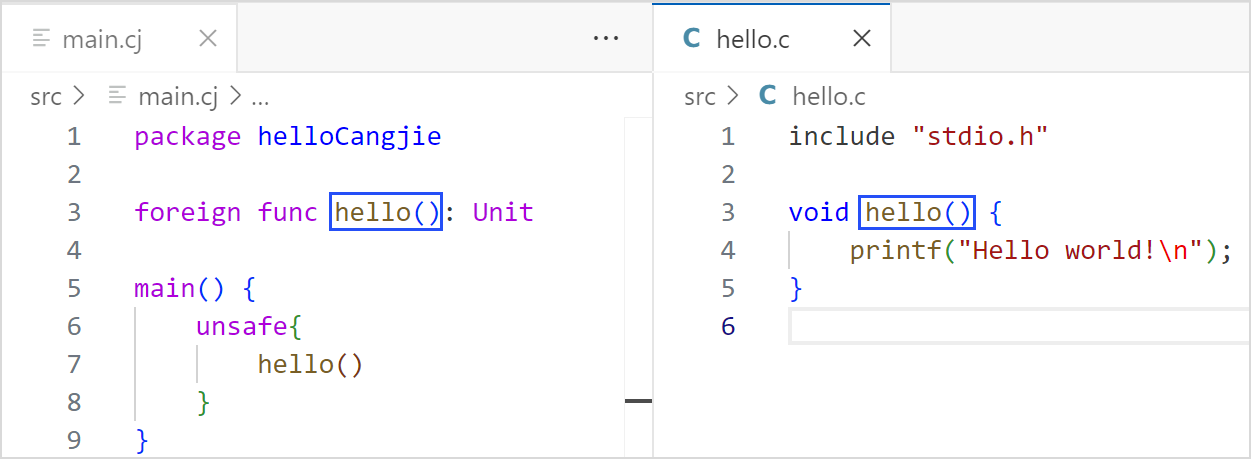 main.cj
...
src > main.cj > ...
1 package helloCangjie
2
3 foreign func hello(): Unit
4
5 main() {
6 unsafe{
7 hello()
8 }
9 }
C hello.c
src > C hello.c
1 include "stdio.h"
2
3 void hello() {
4 printf("Hello world!\n");
5 }
6